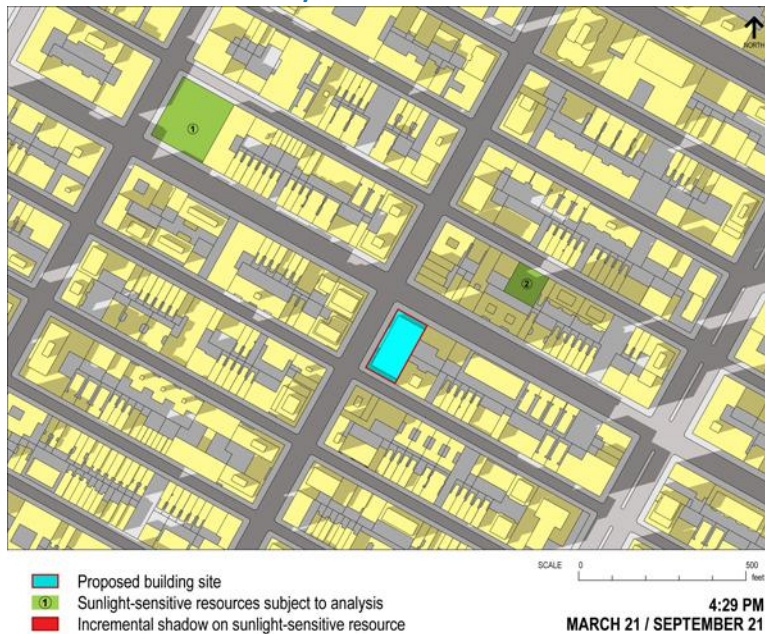 NORTH
①
②
Proposed building site
① Sunlight-sensitive resources subject to analysis
Incremental shadow on sunlight-sensitive resource
SCALE 0 500
feet
4:29 PM
MARCH 21 / SEPTEMBER 21